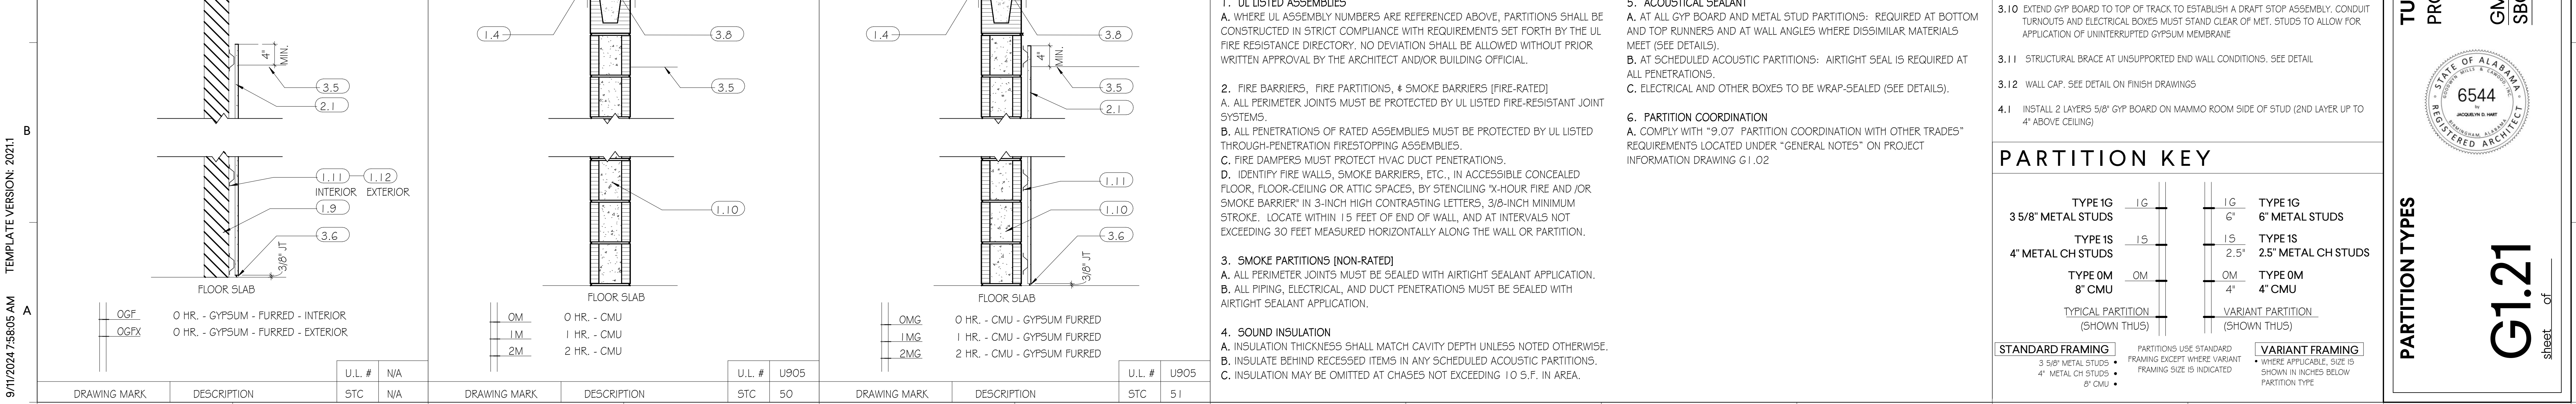 9/11/2024 7:58:05 AM TEMPLATE VERSION: 2021.1
B
A
4"
MIN.
3.5
2.1
1.11
1.12
INTERIOR EXTERIOR
1.9
3.6
3/8" JT
FLOOR SLAB
OGF 0 HR. - GYPSUM - FURRED - INTERIOR
OGFX 0 HR. - GYPSUM - FURRED - EXTERIOR
U.L. # N/A
DRAWING MARK DESCRIPTION STC N/A
1.4
3.8
3.5
1.10
FLOOR SLAB
0M 0 HR. - CMU
1M 1 HR. - CMU
2M 2 HR. - CMU
U.L. # U905
DRAWING MARK DESCRIPTION STC 50
1.4
3.8
4"
MIN.
3.5
2.1
1.11
1.10
3.6
3/8" JT
FLOOR SLAB
0MG 0 HR. - CMU - GYPSUM FURRED
1MG 1 HR. - CMU - GYPSUM FURRED
2MG 2 HR. - CMU - GYPSUM FURRED
U.L. # U905
DRAWING MARK DESCRIPTION STC 51
1. UL LISTED ASSEMBLIES
A. WHERE UL ASSEMBLY NUMBERS ARE REFERENCED ABOVE, PARTITIONS SHALL BE
CONSTRUCTED IN STRICT COMPLIANCE WITH REQUIREMENTS SET FORTH BY THE UL
FIRE RESISTANCE DIRECTORY. NO DEVIATION SHALL BE ALLOWED WITHOUT PRIOR
WRITTEN APPROVAL BY THE ARCHITECT AND/OR BUILDING OFFICIAL.
2. FIRE BARRIERS, FIRE PARTITIONS, & SMOKE BARRIERS [FIRE-RATED]
A. ALL PERIMETER JOINTS MUST BE PROTECTED BY UL LISTED FIRE-RESISTANT JOINT
SYSTEMS.
B. ALL PENETRATIONS OF RATED ASSEMBLIES MUST BE PROTECTED BY UL LISTED
THROUGH-PENETRATION FIRESTOPPING ASSEMBLIES.
C. FIRE DAMPERS MUST PROTECT HVAC DUCT PENETRATIONS.
D. IDENTIFY FIRE WALLS, SMOKE BARRIERS, ETC., IN ACCESSIBLE CONCEALED
FLOOR, FLOOR-CEILING OR ATTIC SPACES, BY STENCILING "X-HOUR FIRE AND /OR
SMOKE BARRIER" IN 3-INCH HIGH CONTRASTING LETTERS, 3/8-INCH MINIMUM
STROKE. LOCATE WITHIN 15 FEET OF END OF WALL, AND AT INTERVALS NOT
EXCEEDING 30 FEET MEASURED HORIZONTALLY ALONG THE WALL OR PARTITION.
3. SMOKE PARTITIONS [NON-RATED]
A. ALL PERIMETER JOINTS MUST BE SEALED WITH AIRTIGHT SEALANT APPLICATION.
B. ALL PIPING, ELECTRICAL, AND DUCT PENETRATIONS MUST BE SEALED WITH
AIRTIGHT SEALANT APPLICATION.
4. SOUND INSULATION
A. INSULATION THICKNESS SHALL MATCH CAVITY DEPTH UNLESS NOTED OTHERWISE.
B. INSULATE BEHIND RECESSED ITEMS IN ANY SCHEDULED ACOUSTIC PARTITIONS.
C. INSULATION MAY BE OMITTED AT CHASES NOT EXCEEDING 10 S.F. IN AREA.
5. ACOUSTICAL SEALANT
A. AT ALL GYP BOARD AND METAL STUD PARTITIONS: REQUIRED AT BOTTOM
AND TOP RUNNERS AND AT WALL ANGLES WHERE DISSIMILAR MATERIALS
MEET (SEE DETAILS).
B. AT SCHEDULED ACOUSTIC PARTITIONS: AIRTIGHT SEAL IS REQUIRED AT
ALL PENETRATIONS.
C. ELECTRICAL AND OTHER BOXES TO BE WRAP-SEALED (SEE DETAILS).
6. PARTITION COORDINATION
A. COMPLY WITH "9.07 PARTITION COORDINATION WITH OTHER TRADES"
REQUIREMENTS LOCATED UNDER "GENERAL NOTES" ON PROJECT
INFORMATION DRAWING G1.02
3.10 EXTEND GYP BOARD TO TOP OF TRACK TO ESTABLISH A DRAFT STOP ASSEMBLY. CONDUIT
TURNOUTS AND ELECTRICAL BOXES MUST STAND CLEAR OF MET. STUDS TO ALLOW FOR
APPLICATION OF UNINTERRUPTED GYPSUM MEMBRANE
3.11 STRUCTURAL BRACE AT UNSUPPORTED END WALL CONDITIONS. SEE DETAIL
3.12 WALL CAP. SEE DETAIL ON FINISH DRAWINGS
4.1 INSTALL 2 LAYERS 5/8" GYP BOARD ON MAMMO ROOM SIDE OF STUD (2ND LAYER UP TO
4" ABOVE CEILING)
PARTITION KEY
TYPE 1G 1G 1G TYPE 1G
3 5/8" METAL STUDS 6" 6" METAL STUDS
TYPE 1S 1S 1S TYPE 1S
4" METAL CH STUDS 2.5" 2.5" METAL CH STUDS
TYPE 0M 0M 0M TYPE 0M
8" CMU 4" 4" CMU
TYPICAL PARTITION VARIANT PARTITION
(SHOWN THUS) (SHOWN THUS)
STANDARD FRAMING
3 5/8" METAL STUDS •
4" METAL CH STUDS •
8" CMU •
PARTITIONS USE STANDARD
FRAMING EXCEPT WHERE VARIANT
FRAMING SIZE IS INDICATED
VARIANT FRAMING
• WHERE APPLICABLE, SIZE IS
SHOWN IN INCHES BELOW
PARTITION TYPE
TU
PRO
GM
SBC
STATE OF ALABAMA
6544
JACQUELYN D. HART
BIRMINGHAM, ALABAMA
REGISTERED ARCHITECT
PARTITION TYPES
G1.21
sheet of